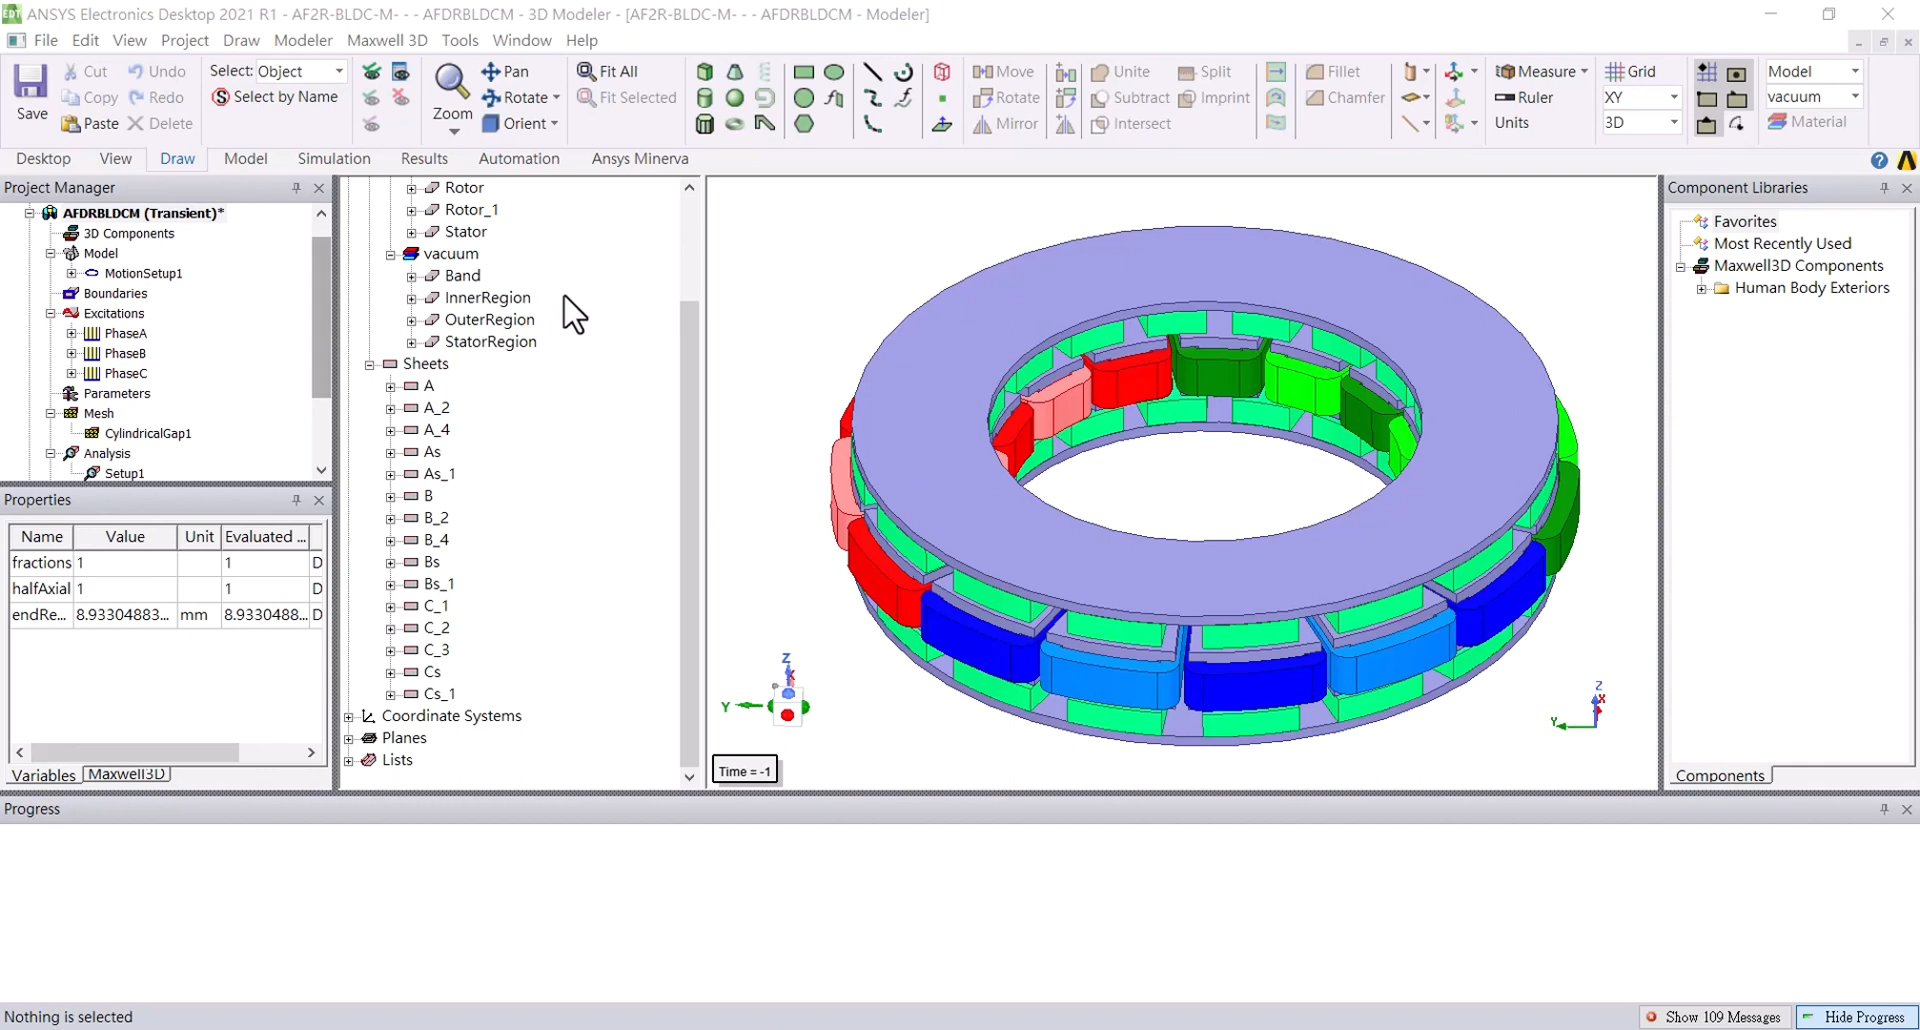 ANSYS Electronics Desktop 2021 R1 - AF2R-BLDC-M- - - AFDRBLDCM - 3D Modeler - [AF2R-BLDC-M- - - AFDRBLDCM - Modeler]
File Edit View Project Draw Modeler Maxwell 3D Tools Window Help
Save
Cut
Copy
Paste
Undo
Redo
Delete
Select: Object
Select by Name
Zoom
Pan
Rotate
Orient
Fit All
Fit Selected
Move
Rotate
Mirror
Unite
Subtract
Intersect
Split
Imprint
Fillet
Chamfer
Measure
Ruler
Units
Grid
XY
3D
Model
vacuum
Material
Desktop View Draw Model Simulation Results Automation Ansys Minerva
Project Manager
AFDRBLDCM (Transient)*
3D Components
Model
MotionSetup1
Boundaries
Excitations
PhaseA
PhaseB
PhaseC
Parameters
Mesh
CylindricalGap1
Analysis
Setup1
Properties
Name Value Unit Evaluated ...
fractions 1 1 D
halfAxial 1 1 D
endRe... 8.93304883... mm 8.9330488... D
Variables Maxwell3D
Rotor
Rotor_1
Stator
vacuum
Band
InnerRegion
OuterRegion
StatorRegion
Sheets
A
A_2
A_4
As
As_1
B
B_2
B_4
Bs
Bs_1
C_1
C_2
C_3
Cs
Cs_1
Coordinate Systems
Planes
Lists
Z
Y
Time = -1
Z
X
Y
Component Libraries
Favorites
Most Recently Used
Maxwell3D Components
Human Body Exteriors
Components
Progress
Nothing is selected
Show 109 Messages
Hide Progress